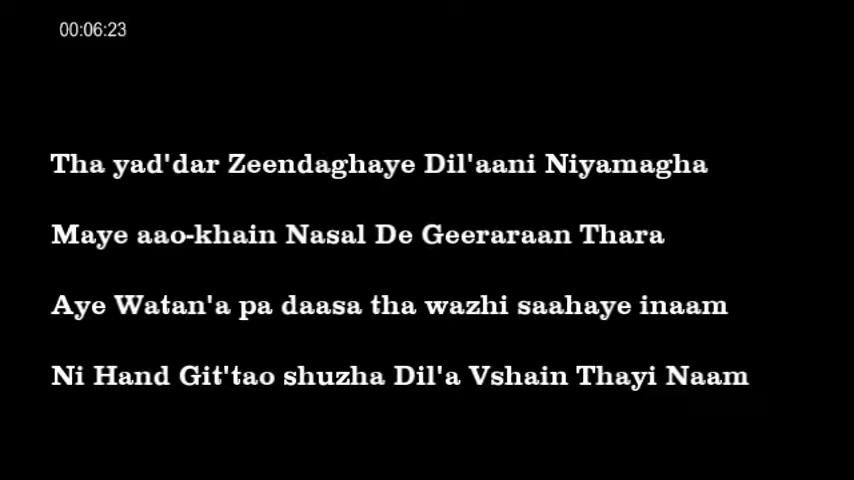 00:06:23
Tha yad'dar Zeendaghaye Dil'aani Niyamagha
Maye aao-khain Nasal De Geeraraan Thara
Aye Watan'a pa daasa tha wazhi saahaye inaam
Ni Hand Git'tao shuzha Dil'a Vshain Thayi Naam